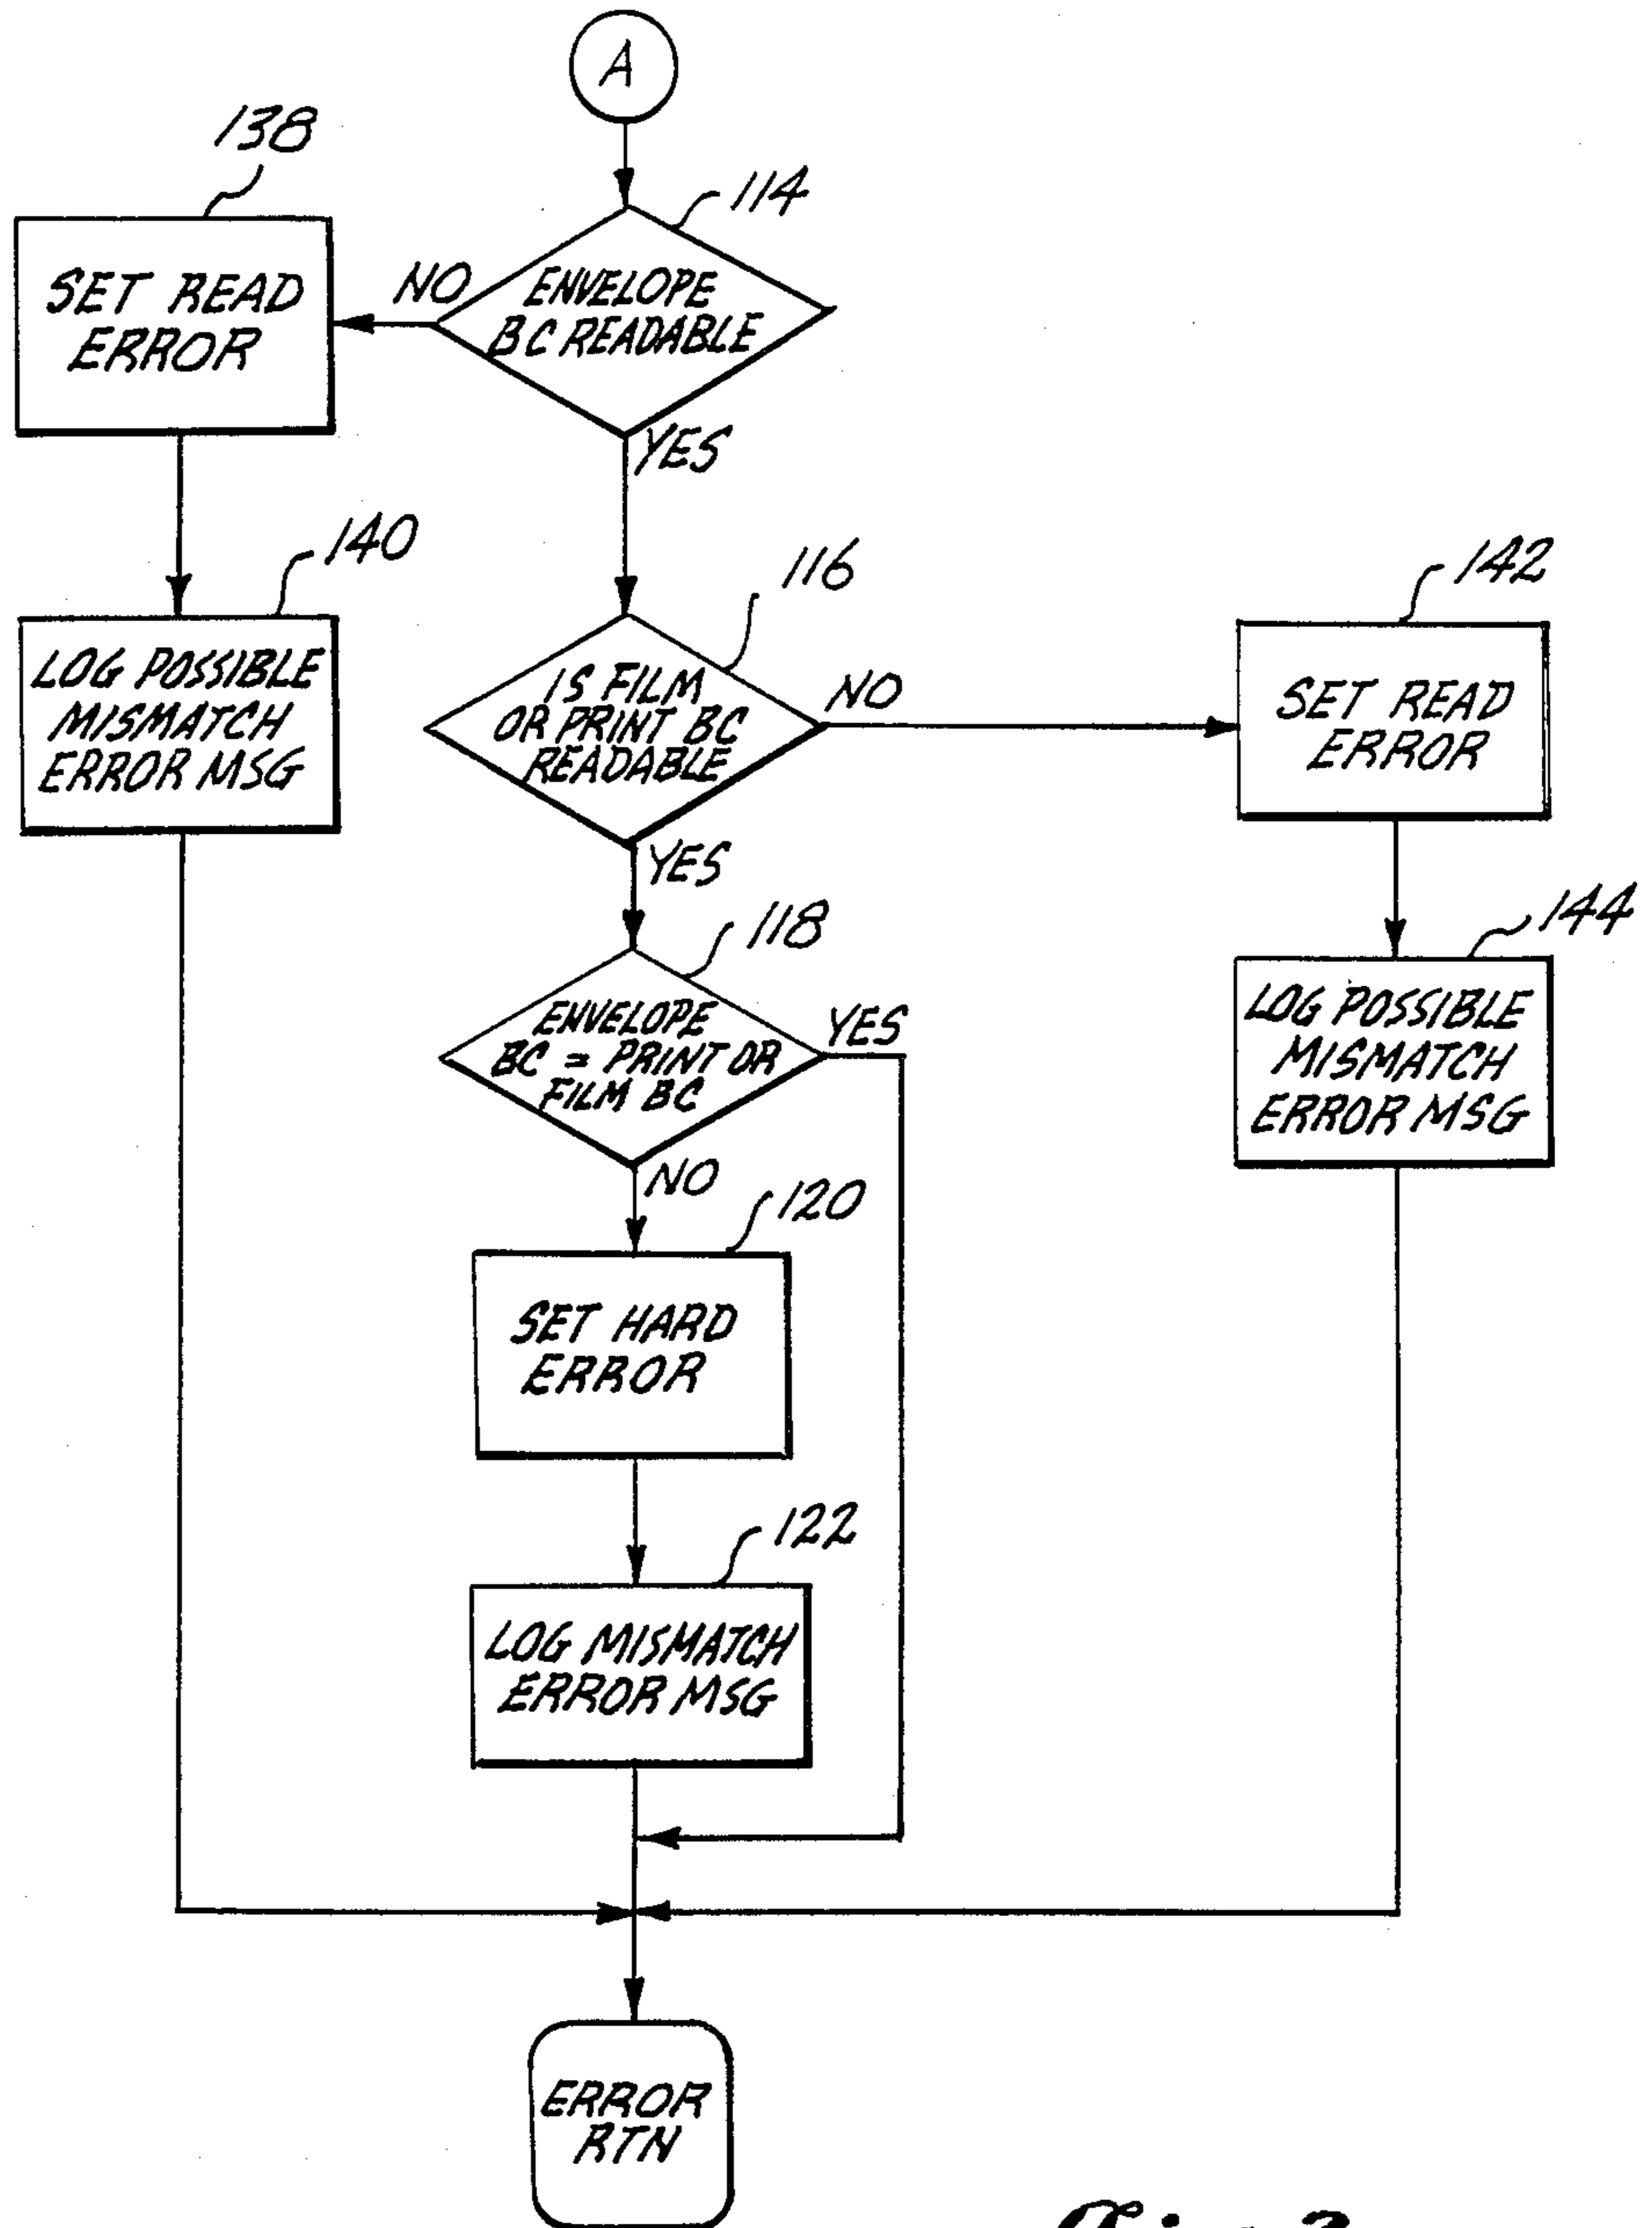 A
138
114
SET READ
ERROR
NO
ENVELOPE
BC READABLE
YES
140
116
142
LOG POSSIBLE
MISMATCH
ERROR MSG
IS FILM
OR PRINT BC
READABLE
NO
SET READ
ERROR
YES
118
144
ENVELOPE
BC = PRINT OR
FILM BC
YES
LOG POSSIBLE
MISMATCH
ERROR MSG
NO
120
SET HARD
ERROR
122
LOG MISMATCH
ERROR MSG
ERROR
RTN